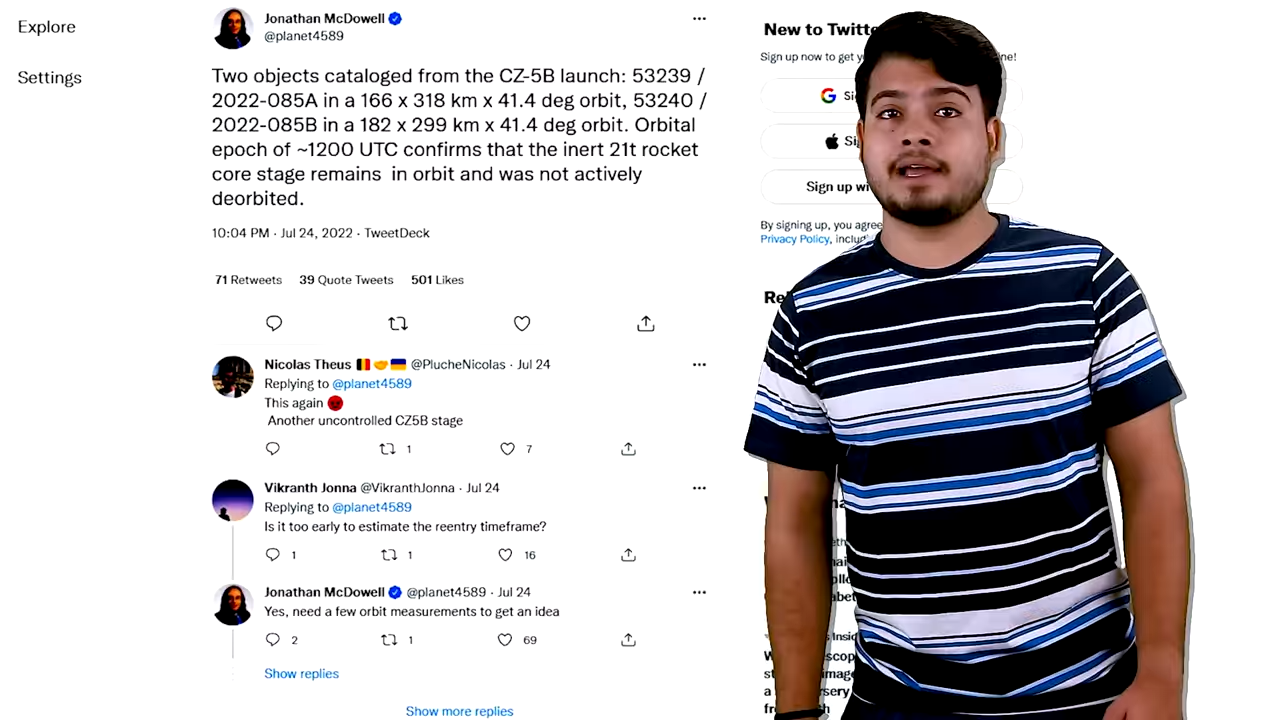 Explore
Settings
Jonathan McDowell
@planet4589
Two objects cataloged from the CZ-5B launch: 53239 /
2022-085A in a 166 x 318 km x 41.4 deg orbit, 53240 /
2022-085B in a 182 x 299 km x 41.4 deg orbit. Orbital
epoch of ~1200 UTC confirms that the inert 21t rocket
core stage remains in orbit and was not actively
deorbited.
10:04 PM · Jul 24, 2022 · TweetDeck
71 Retweets 39 Quote Tweets 501 Likes
Nicolas Theus @PlucheNicolas · Jul 24
Replying to @planet4589
This again
Another uncontrolled CZ5B stage
1 7
Vikranth Jonna @VikranthJonna · Jul 24
Replying to @planet4589
Is it too early to estimate the reentry timeframe?
1 1 16
Jonathan McDowell @planet4589 · Jul 24
Yes, need a few orbit measurements to get an idea
2 1 69
Show replies
Show more replies
New to
Sign up now to get
Sign up
By signing up, you agree
Privacy Policy,